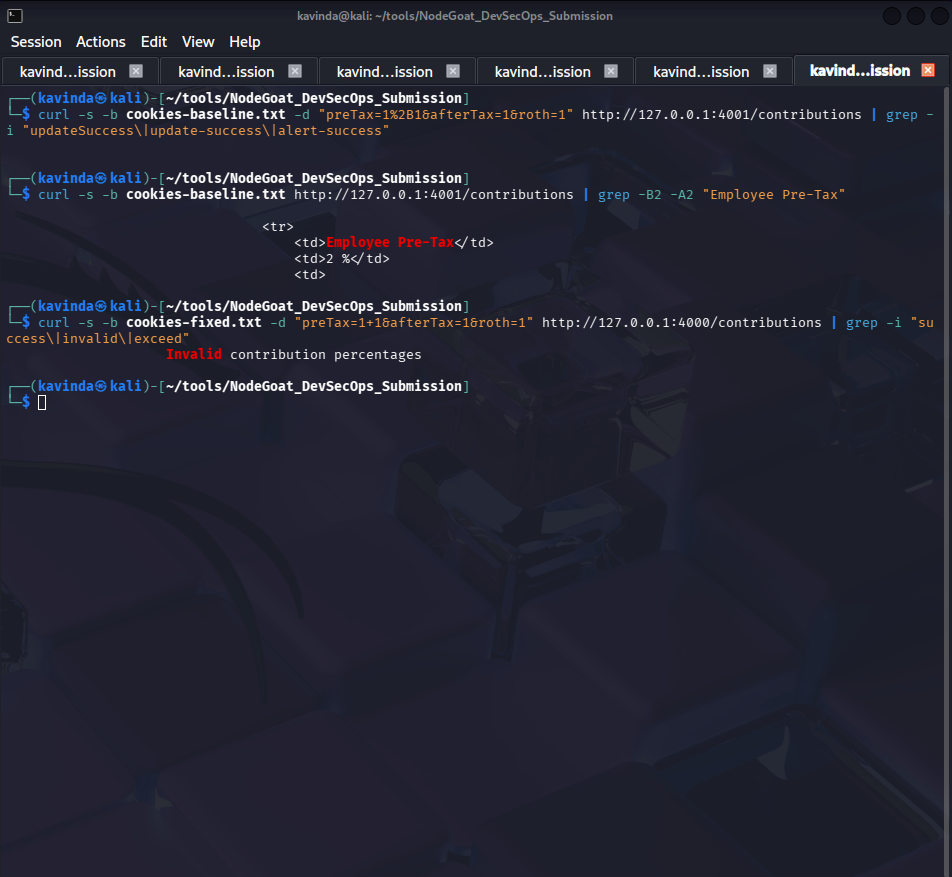 kavinda@kali: ~/tools/NodeGoat_DevSecOps_Submission
Session Actions Edit View Help
kavind...ission kavind...ission kavind...ission kavind...ission kavind...ission kavind...ission
┌──(kavinda㉿kali)-[~/tools/NodeGoat_DevSecOps_Submission]
└─$ curl -s -b cookies-baseline.txt -d "preTax=1%2B1&afterTax=1&roth=1" http://127.0.0.1:4001/contributions | grep -
i "updateSuccess\|update-success\|alert-success"
┌──(kavinda㉿kali)-[~/tools/NodeGoat_DevSecOps_Submission]
└─$ curl -s -b cookies-baseline.txt http://127.0.0.1:4001/contributions | grep -B2 -A2 "Employee Pre-Tax"
<tr>
<td>Employee Pre-Tax</td>
<td>2 %</td>
<td>
┌──(kavinda㉿kali)-[~/tools/NodeGoat_DevSecOps_Submission]
└─$ curl -s -b cookies-fixed.txt -d "preTax=1+1&afterTax=1&roth=1" http://127.0.0.1:4000/contributions | grep -i "su
ccess\|invalid\|exceed"
Invalid contribution percentages
┌──(kavinda㉿kali)-[~/tools/NodeGoat_DevSecOps_Submission]
└─$